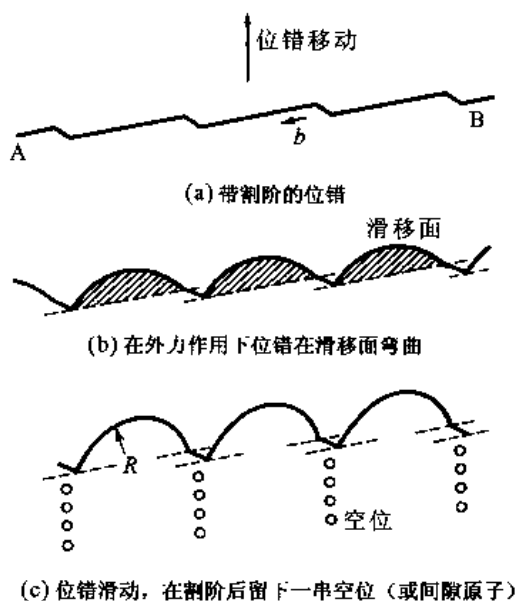 位错移动
A
b
B
(a) 带割阶的位错
滑移面
(b) 在外力作用下位错在滑移面弯曲
R
空位
(c) 位错滑动，在割阶后留下一串空位（或间隙原子）